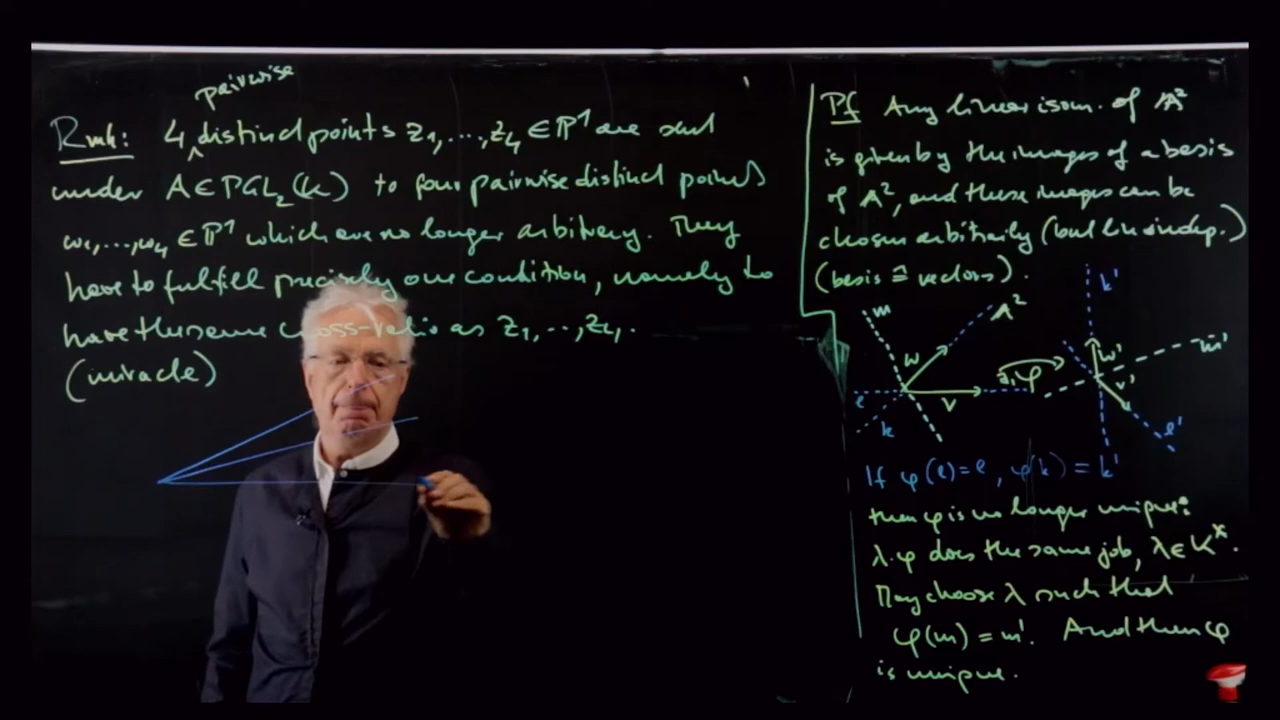 pairwise
Rmk: 4 distinct points z₁,...,z₄ ∈ ℙ¹ are sent
under A ∈ PGL₂(k) to four pairwise distinct points
w₁,...,w₄ ∈ ℙ¹ which are no longer arbitrary. They
have to fulfill precisely one condition, namely to
have the same cross-ratio as z₁,...,z₄.
(miracle)
Pf Any linear isom. of 𝔸²
is given by the images of a basis
of 𝔸², and these images can be
chosen arbitrarily (but lin. indep.)
(basis ≙ vectors).
m
𝔸²
w
v
l
k
φ
k'
m'
w'
v'
l'
If φ(l) = l, φ(k) = k'
then φ is no longer unique:
λ·φ does the same job, λ ∈ K*.
May choose λ such that
φ(m) = m'. And then φ
is unique.